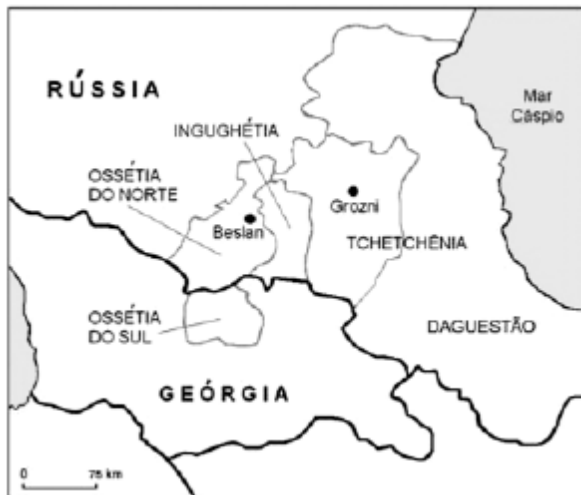 RÚSSIA
Mar
Cáspio
INGUGHÉTIA
OSSÉTIA
DO NORTE
Grozni
Beslan
TCHETCHÊNIA
OSSÉTIA
DO SUL
DAGUESTÃO
GEÓRGIA
0 75 km